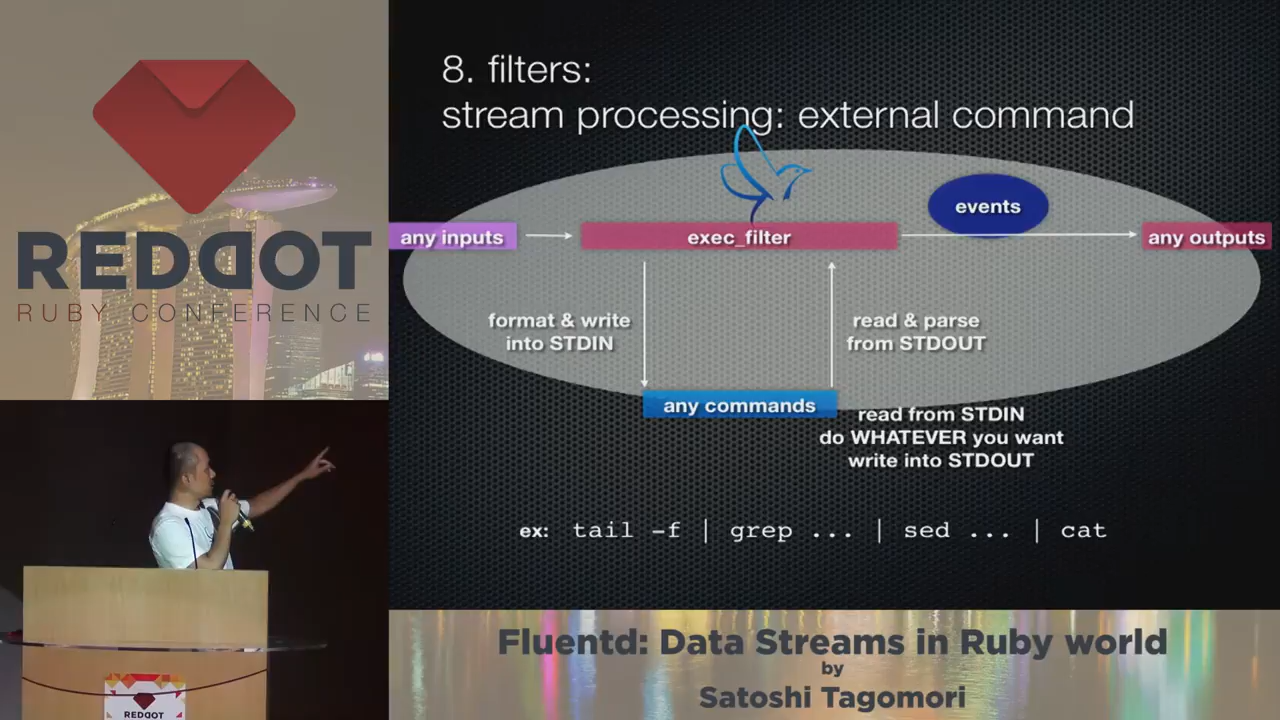 REDDOT
RUBY CONFERENCE
8. filters:
stream processing: external command
events
any inputs
exec_filter
any outputs
format & write
into STDIN
read & parse
from STDOUT
any commands
read from STDIN
do WHATEVER you want
write into STDOUT
ex: tail -f | grep ... | sed ... | cat
REDDOT
Fluentd: Data Streams in Ruby world
by
Satoshi Tagomori